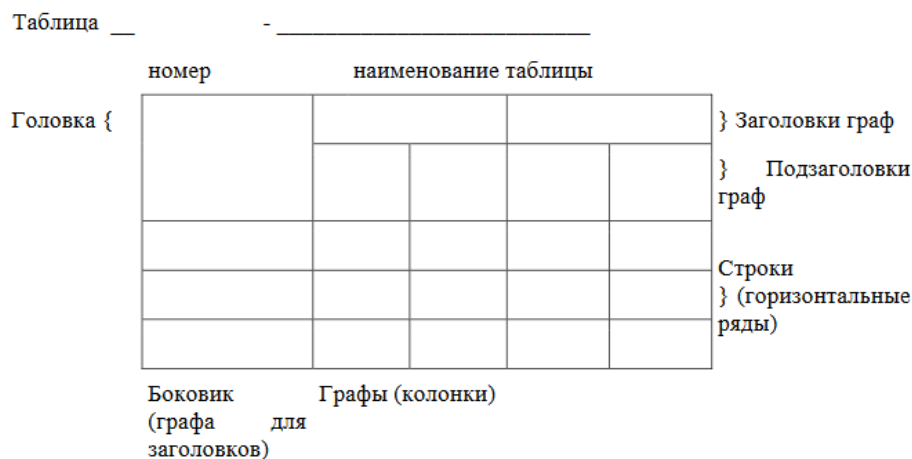 Таблица __ - __________________________
номер наименование таблицы
Головка {
} Заголовки граф
} Подзаголовки
граф
Строки
} (горизонтальные
ряды)
Боковик Графы (колонки)
(графа для
заголовков)